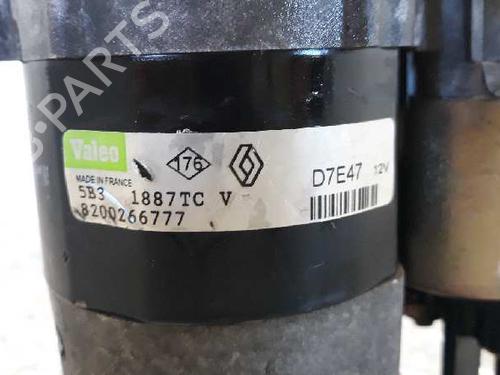 Valeo
MADE IN FRANCE
176
5B3 1887TC V
8200266777
D7E47 12V
-PARTS